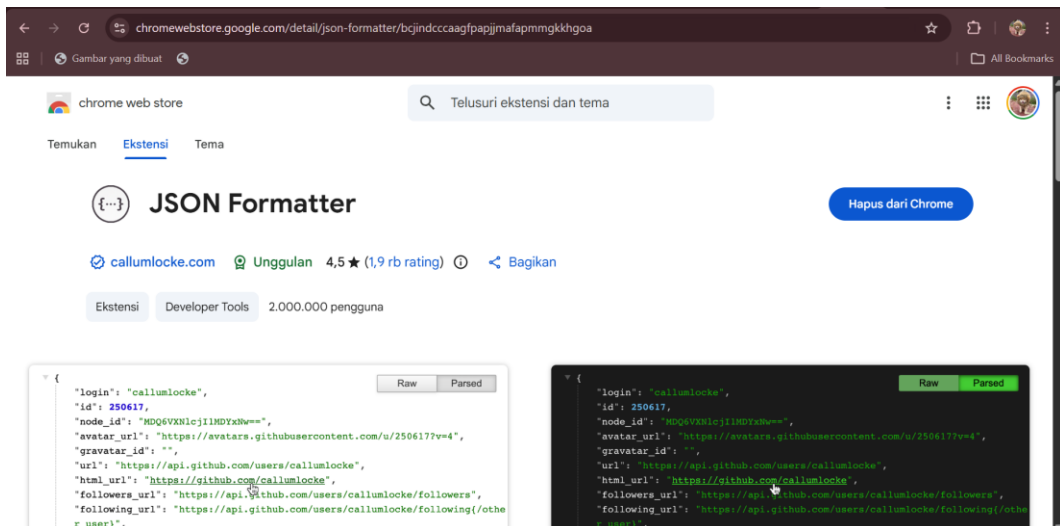 chromewebstore.google.com/detail/json-formatter/bcjindcccaagfpapjjmafapmmgkkhgoa
Gambar yang dibuat
All Bookmarks
chrome web store
Telusuri ekstensi dan tema
Temukan Ekstensi Tema
{···} JSON Formatter
Hapus dari Chrome
callumlocke.com Unggulan 4,5 ★ (1,9 rb rating) Bagikan
Ekstensi Developer Tools 2.000.000 pengguna
Raw Parsed
{
"login": "callumlocke",
"id": 250617,
"node_id": "MDQ6VXNlcjI1MDYxNw==",
"avatar_url": "https://avatars.githubusercontent.com/u/250617?v=4",
"gravatar_id": "",
"url": "https://api.github.com/users/callumlocke",
"html_url": "https://github.com/callumlocke",
"followers_url": "https://api.github.com/users/callumlocke/followers",
"following_url": "https://api.github.com/users/callumlocke/following{/othe
r_user}",
Raw Parsed
{
"login": "callumlocke",
"id": 250617,
"node_id": "MDQ6VXNlcjI1MDYxNw==",
"avatar_url": "https://avatars.githubusercontent.com/u/250617?v=4",
"gravatar_id": "",
"url": "https://api.github.com/users/callumlocke",
"html_url": "https://github.com/callumlocke",
"followers_url": "https://api.github.com/users/callumlocke/followers",
"following_url": "https://api.github.com/users/callumlocke/following{/othe
r_user}",